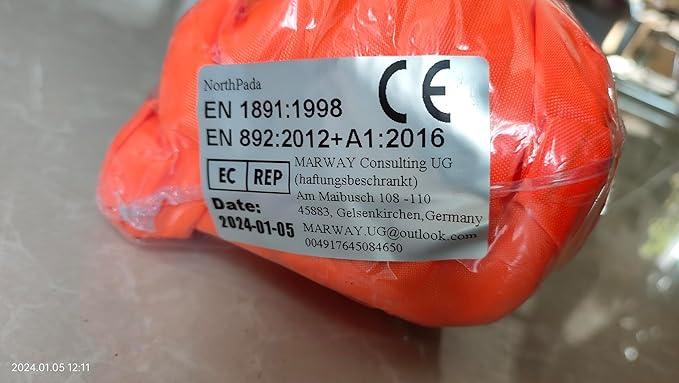 NorthPada
CE
EN 1891:1998
EN 892:2012+A1:2016
EC REP
MARWAY Consulting UG
(haftungsbeschrankt)
Am Maibusch 108 -110
45883, Gelsenkirchen,Germany
MARWAY.UG@outlook.com
004917645084650
Date:
2024-01-05
2024.01.05 12:11